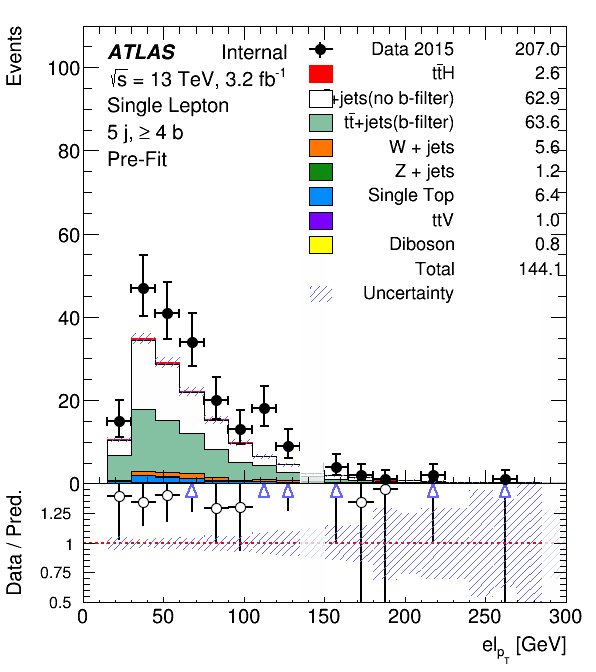 Events
ATLAS Internal
√s = 13 TeV, 3.2 fb⁻¹
Single Lepton
5 j, ≥ 4 b
Pre-Fit
Data 2015 207.0
tt̄H 2.6
+jets(no b-filter) 62.9
tt̄+jets(b-filter) 63.6
W + jets 5.6
Z + jets 1.2
Single Top 6.4
ttV 1.0
Diboson 0.8
Total 144.1
Uncertainty
100
80
60
40
20
0
Data / Pred.
1.25
1
0.75
0.5
0 50 100 150 200 250 300
el_pT [GeV]